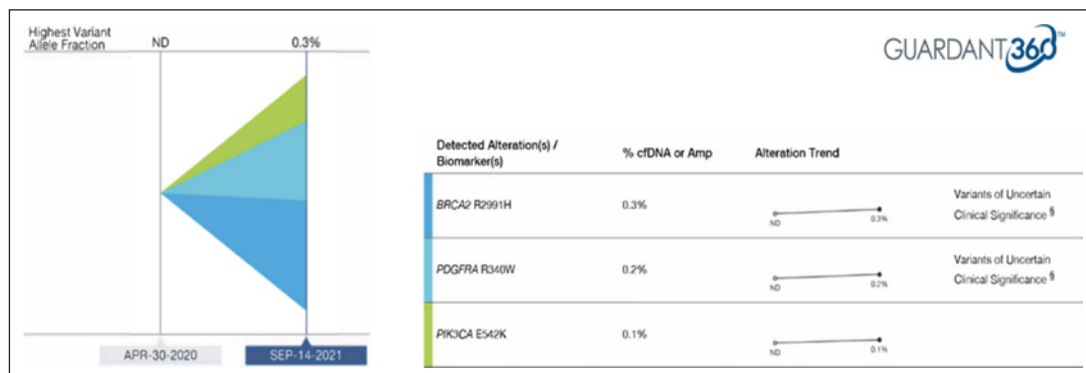 Highest Variant
Allele Fraction
ND
0.3%
APR-30-2020
SEP-14-2021
GUARDANT360™
Detected Alteration(s) /
Biomarker(s)
% cfDNA or Amp
Alteration Trend
BRCA2 R2991H
0.3%
ND
0.3%
Variants of Uncertain
Clinical Significance §
PDGFRA R340W
0.2%
ND
0.2%
Variants of Uncertain
Clinical Significance §
PIK3CA E542K
0.1%
ND
0.1%